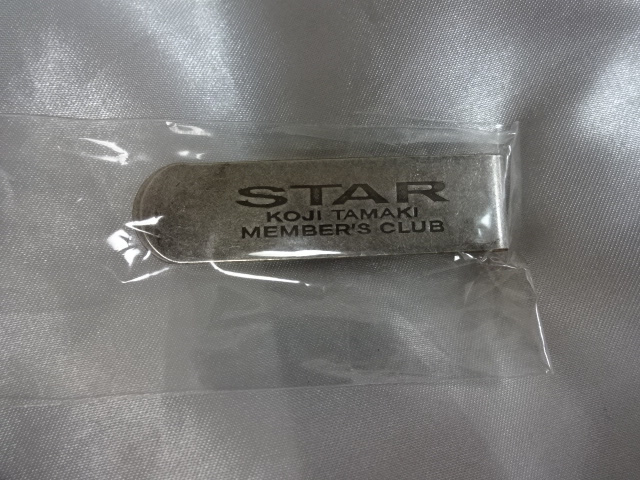 STAR
KOJI TAMAKI
MEMBER'S CLUB